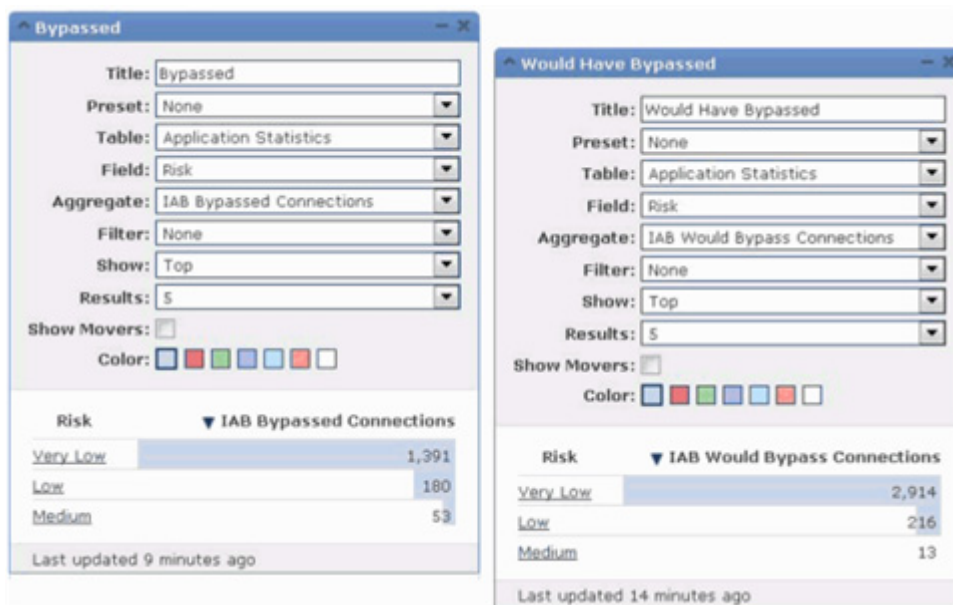 Bypassed
Title: Bypassed
Preset: None
Table: Application Statistics
Field: Risk
Aggregate: IAB Bypassed Connections
Filter: None
Show: Top
Results: 5
Show Movers:
Color:
Risk ▼ IAB Bypassed Connections
Very Low 1,391
Low 180
Medium 53
Last updated 9 minutes ago
Would Have Bypassed
Title: Would Have Bypassed
Preset: None
Table: Application Statistics
Field: Risk
Aggregate: IAB Would Bypass Connections
Filter: None
Show: Top
Results: 5
Show Movers:
Color:
Risk ▼ IAB Would Bypass Connections
Very Low 2,914
Low 216
Medium 13
Last updated 14 minutes ago